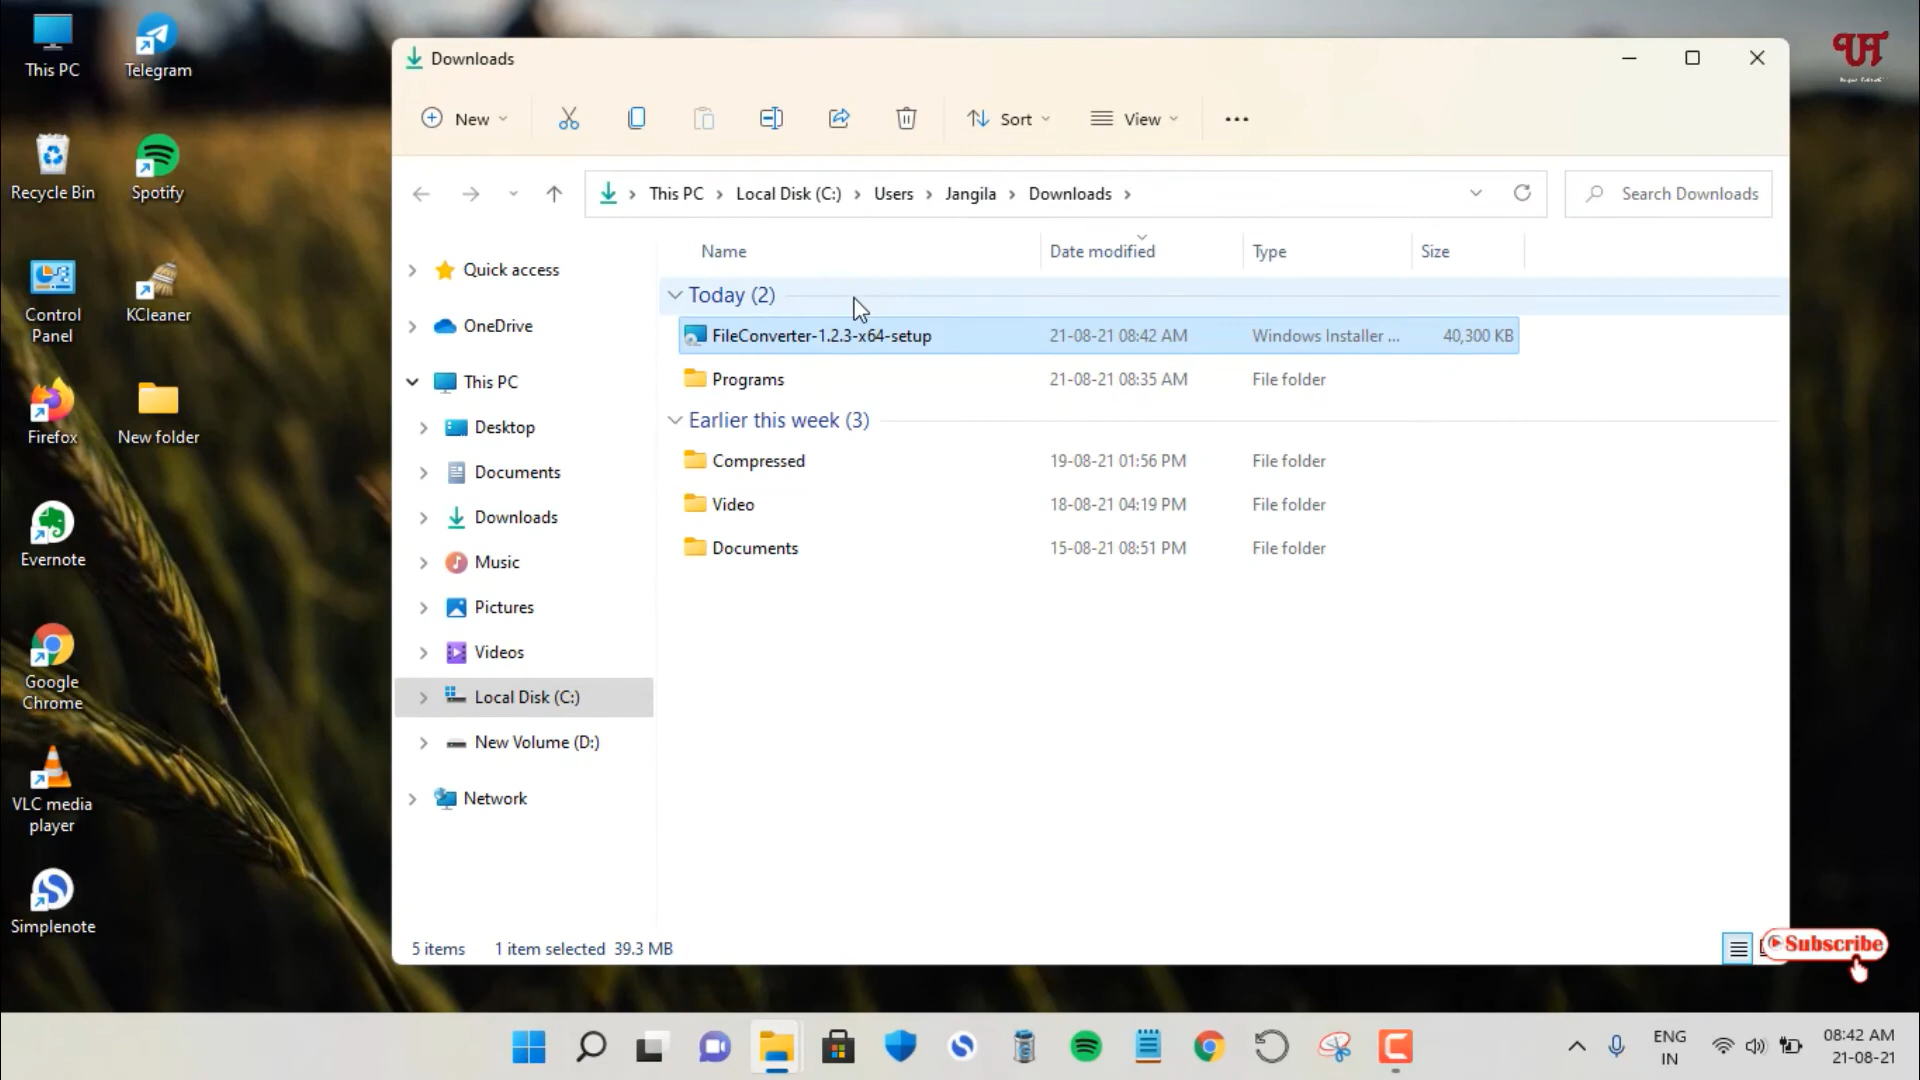 This PC
Telegram
Recycle Bin
Spotify
Control
Panel
KCleaner
Firefox
New folder
Evernote
Google
Chrome
VLC media
player
Simplenote
Downloads
New
Sort
View
This PC > Local Disk (C:) > Users > Jangila > Downloads >
Search Downloads
Quick access
OneDrive
This PC
Desktop
Documents
Downloads
Music
Pictures
Videos
Local Disk (C:)
New Volume (D:)
Network
Name Date modified Type Size
Today (2)
FileConverter-1.2.3-x64-setup 21-08-21 08:42 AM Windows Installer ... 40,300 KB
Programs 21-08-21 08:35 AM File folder
Earlier this week (3)
Compressed 19-08-21 01:56 PM File folder
Video 18-08-21 04:19 PM File folder
Documents 15-08-21 08:51 PM File folder
5 items 1 item selected 39.3 MB
Subscribe
ENG
IN
08:42 AM
21-08-21